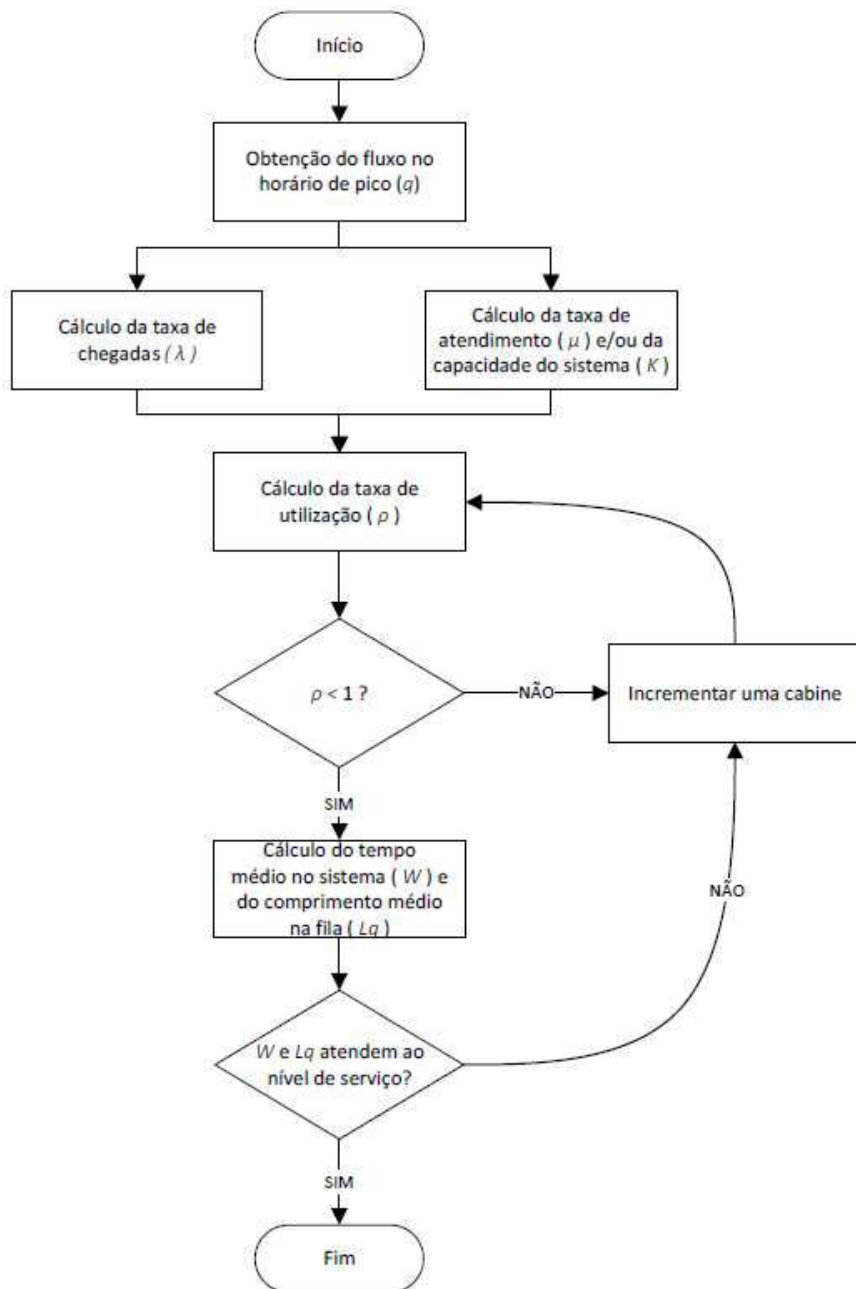 Início
Obtenção do fluxo no
horário de pico (q)
Cálculo da taxa de
chegadas ( λ )
Cálculo da taxa de
atendimento ( μ ) e/ou da
capacidade do sistema ( K )
Cálculo da taxa de
utilização ( ρ )
ρ < 1 ?
NÃO
Incrementar uma cabine
SIM
Cálculo do tempo
médio no sistema ( W ) e
do comprimento médio
na fila ( Lq )
NÃO
W e Lq atendem ao
nível de serviço?
SIM
Fim